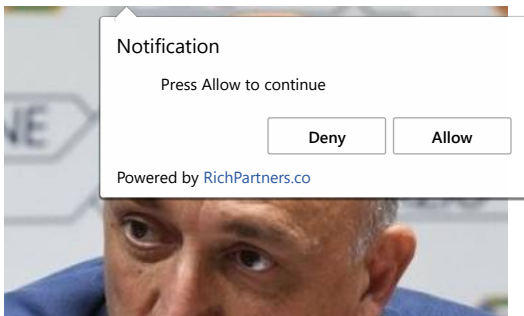 Notification
Press Allow to continue
Deny
Allow
Powered by RichPartners.co